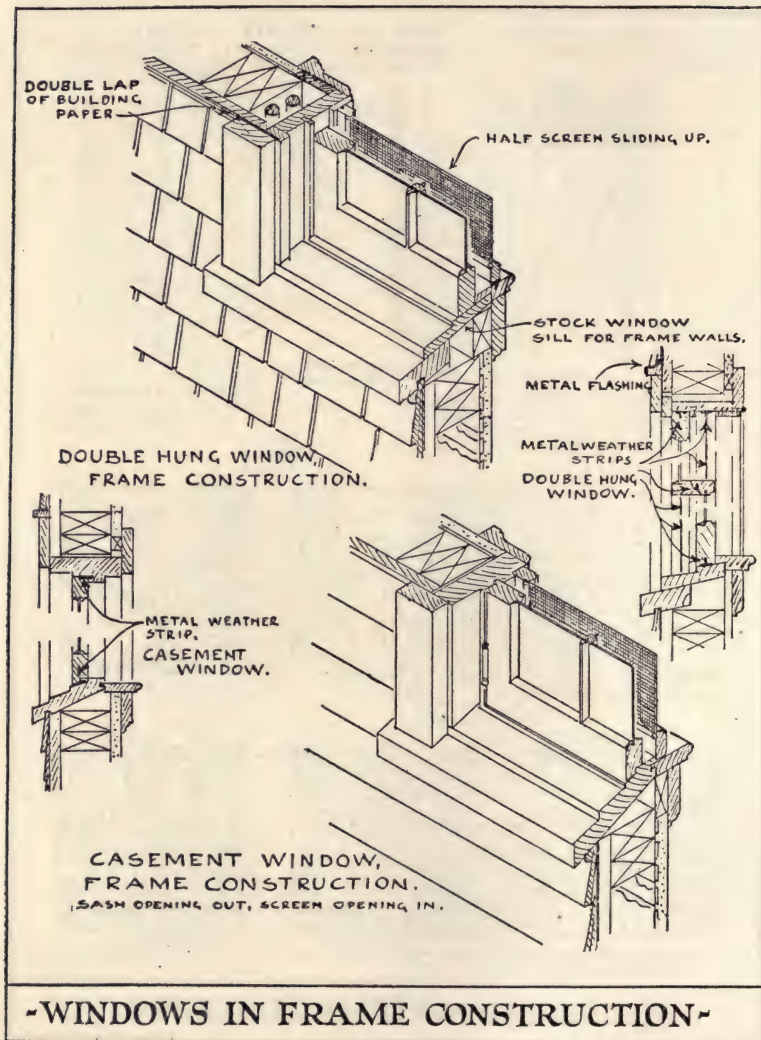 DOUBLE LAP
OF BUILDING
PAPER
HALF SCREEN SLIDING UP.
STOCK WINDOW
SILL FOR FRAME WALLS.
METAL FLASHING
METAL WEATHER
STRIPS
DOUBLE HUNG
WINDOW.
DOUBLE HUNG WINDOW,
FRAME CONSTRUCTION.
METAL WEATHER
STRIP.
CASEMENT
WINDOW.
CASEMENT WINDOW,
FRAME CONSTRUCTION.
SASH OPENING OUT, SCREEN OPENING IN.
-WINDOWS IN FRAME CONSTRUCTION-